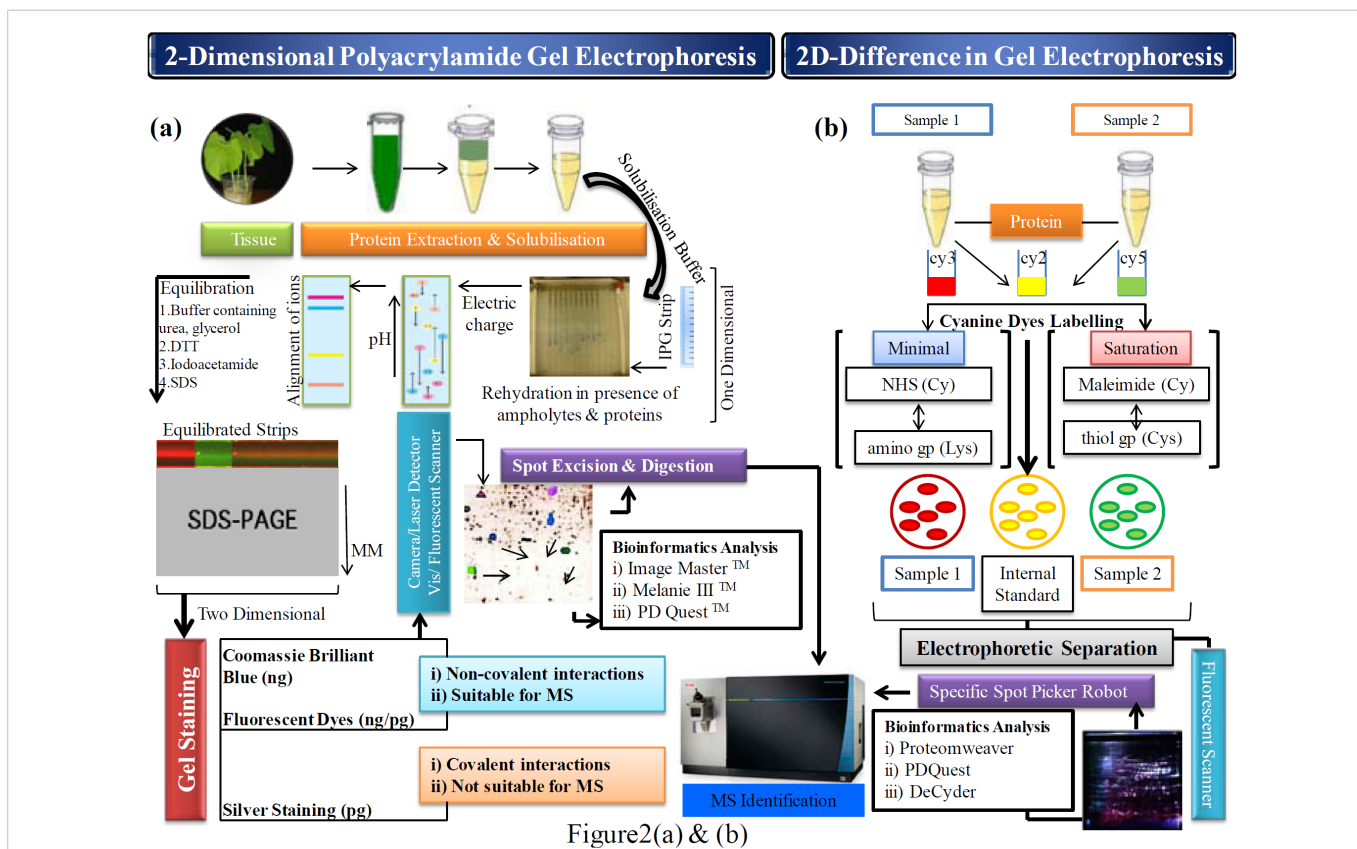 2-Dimensional Polyacrylamide Gel Electrophoresis
2D-Difference in Gel Electrophoresis
(a)
Solubilisation Buffer
Tissue
Protein Extraction & Solubilisation
Equilibration
1.Buffer containing
urea, glycerol
2.DTT
3.Iodoacetamide
4.SDS
Alignment of ions
pH
Electric
charge
IPG Strip
One Dimensional
Rehydration in presence of
ampholytes & proteins
Equilibrated Strips
SDS-PAGE
MM
Two Dimensional
Camera/Laser Detector
Vis/ Fluorescent Scanner
Spot Excision & Digestion
Bioinformatics Analysis
i) Image Master TM
ii) Melanie III TM
iii) PD Quest TM
Gel Staining
Coomassie Brilliant
Blue (ng)
Fluorescent Dyes (ng/pg)
Silver Staining (pg)
i) Non-covalent interactions
ii) Suitable for MS
i) Covalent interactions
ii) Not suitable for MS
MS Identification
(b)
Sample 1
Sample 2
Protein
cy3
cy2
cy5
Cyanine Dyes Labelling
Minimal
Saturation
NHS (Cy)
Maleimide (Cy)
amino gp (Lys)
thiol gp (Cys)
Sample 1
Internal
Standard
Sample 2
Electrophoretic Separation
Specific Spot Picker Robot
Fluorescent Scanner
Bioinformatics Analysis
i) Proteomweaver
ii) PDQuest
iii) DeCyder
Figure2(a) & (b)